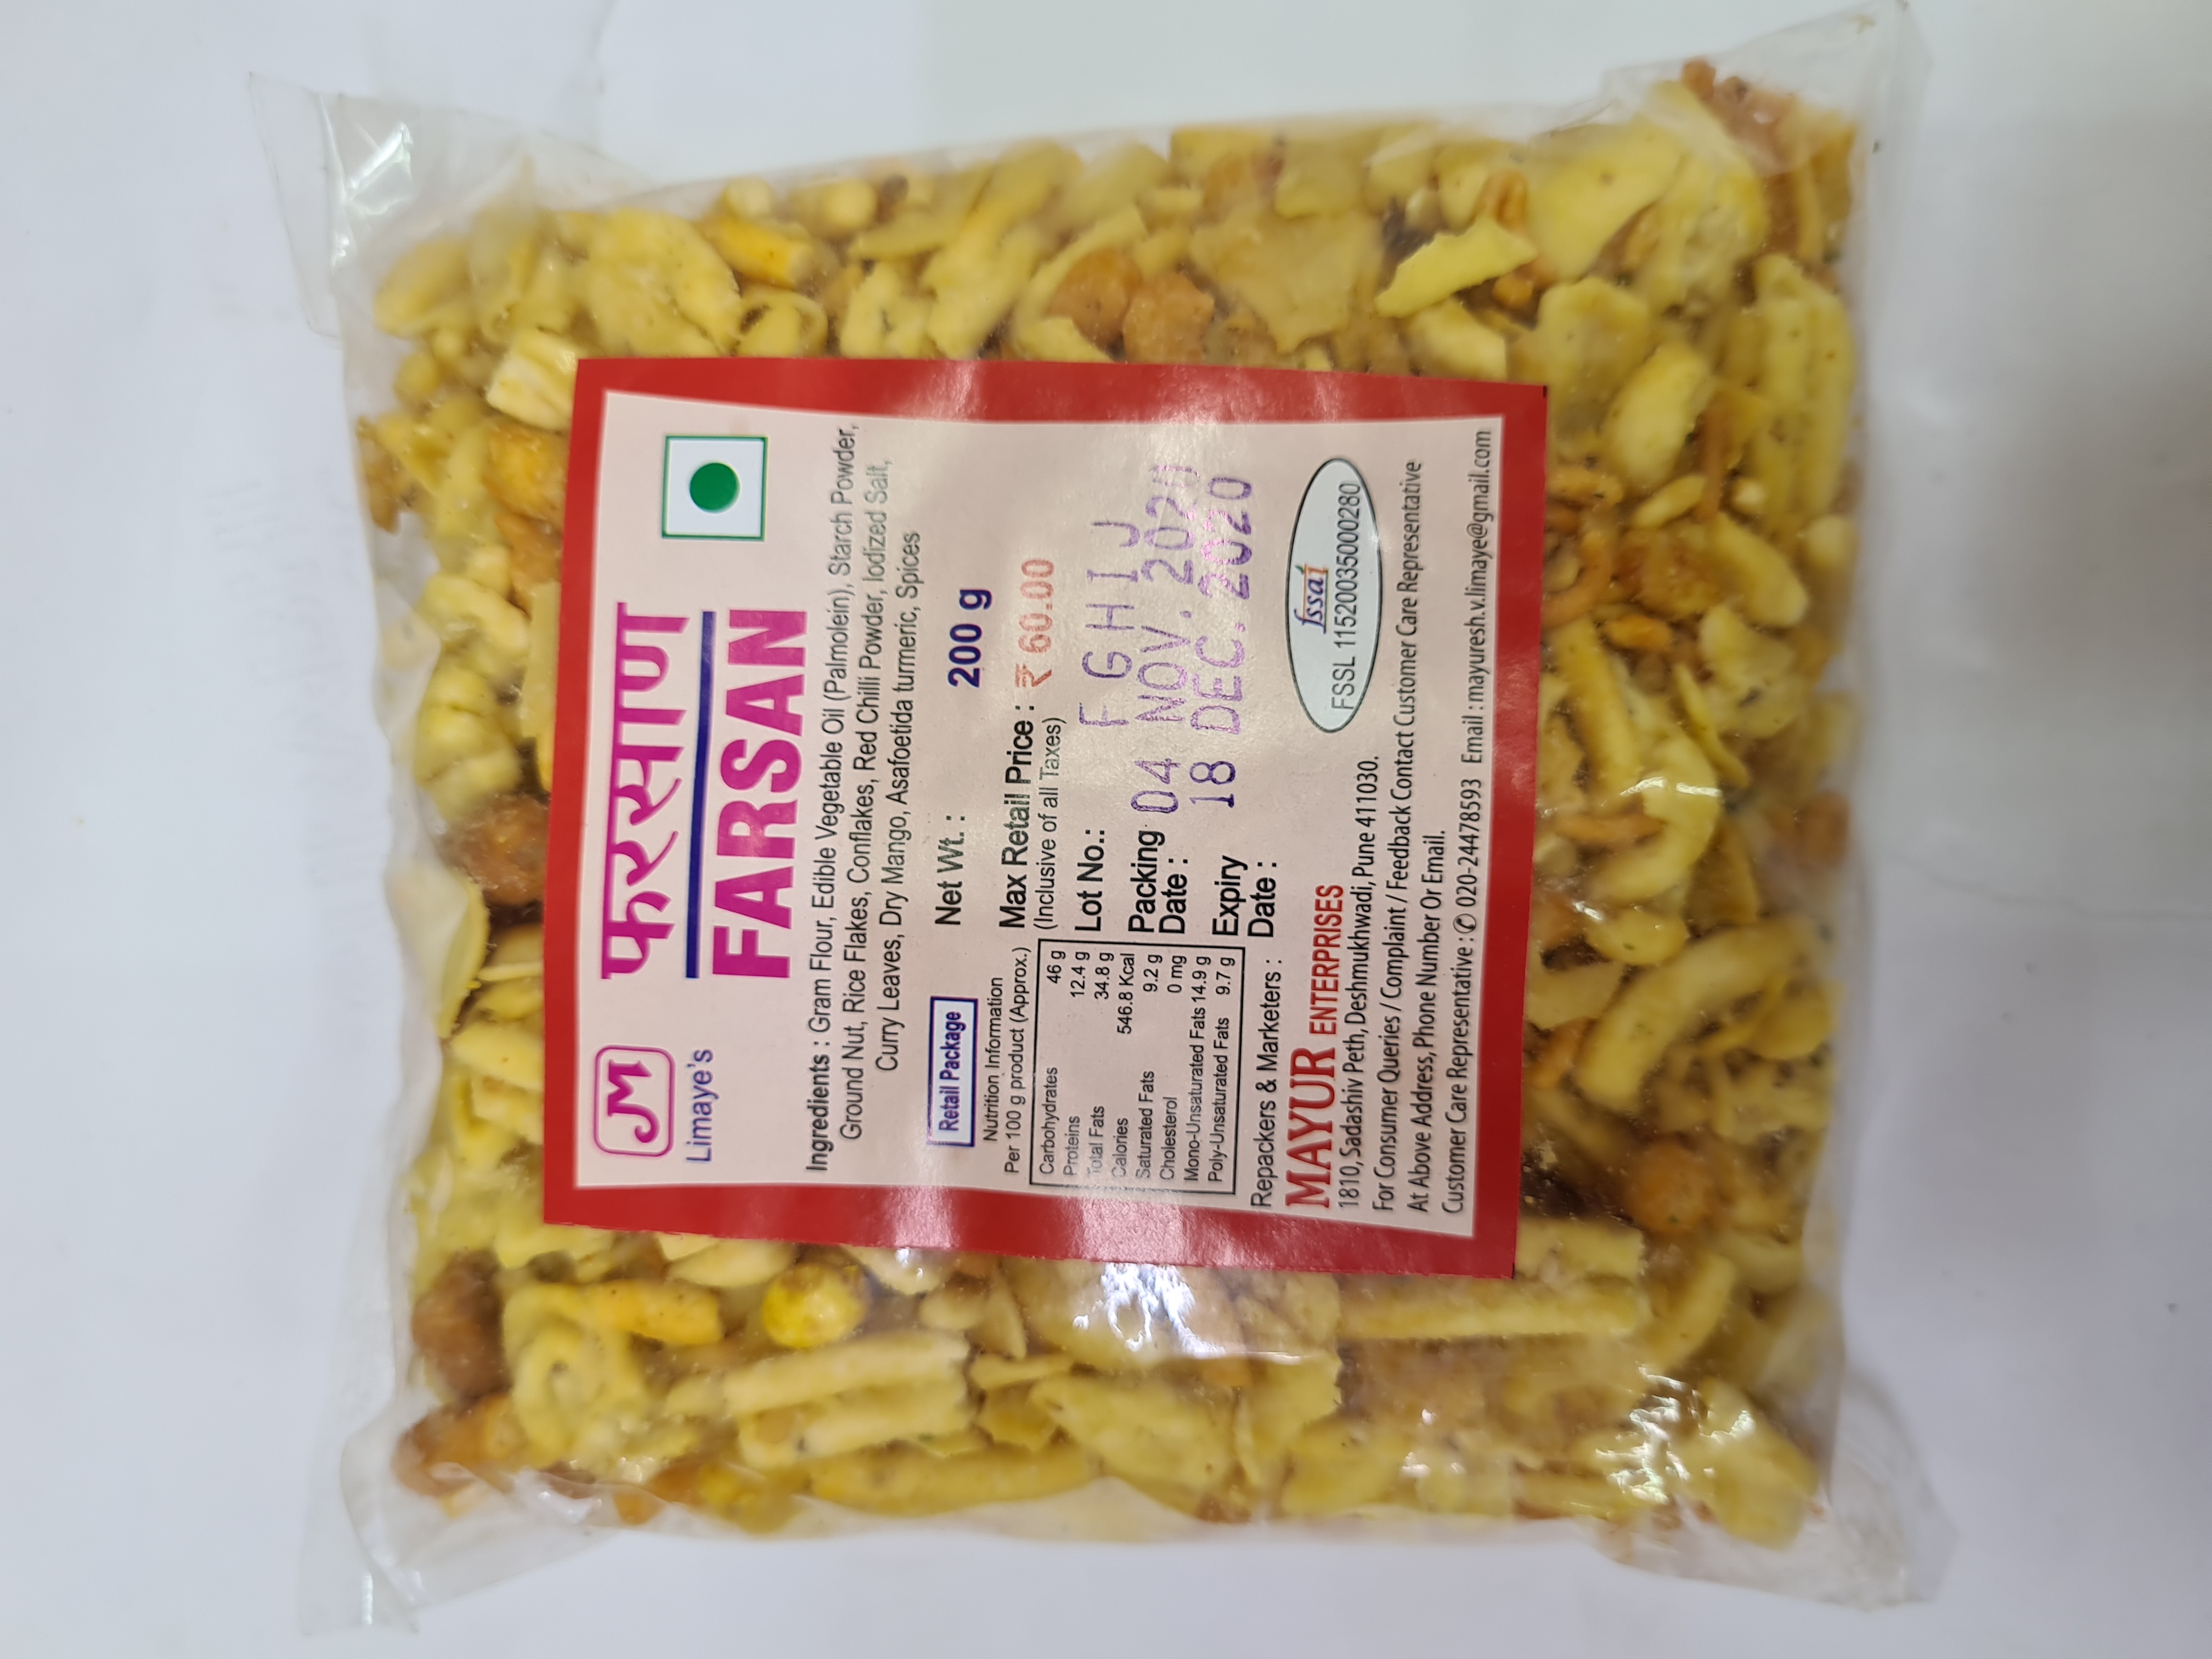 JM
Limaye's
फरसाण
FARSAN
Ingredients : Gram Flour, Edible Vegetable Oil (Palmolein), Starch Powder,
Ground Nut, Rice Flakes, Conflakes, Red Chilli Powder, Iodized Salt,
Curry Leaves, Dry Mango, Asafoetida turmeric, Spices
Retail Package
Nutrition Information
Per 100 g product (Approx.)
Carbohydrates 46 g
Proteins 12.4 g
Total Fats 34.8 g
Calories 546.8 Kcal
Saturated Fats 9.2 g
Cholesterol 0 mg
Mono-Unsaturated Fats 14.9 g
Poly-Unsaturated Fats 9.7 g
Net Wt. : 200 g
Max Retail Price : ₹ 60.00
(Inclusive of all Taxes)
Lot No.: F G H I J
Packing
Date : 04 NOV. 2020
Expiry
Date : 18 DEC. 2020
Repackers & Marketers :
MAYUR ENTERPRISES
1810, Sadashiv Peth, Deshmukhwadi, Pune 411030.
fssai
FSSL 11520035000280
For Consumer Queries / Complaint / Feedback Contact Customer Care Representative
At Above Address, Phone Number Or Email.
Customer Care Representative : ✆ 020-24478593 Email : mayuresh.v.limaye@gmail.com